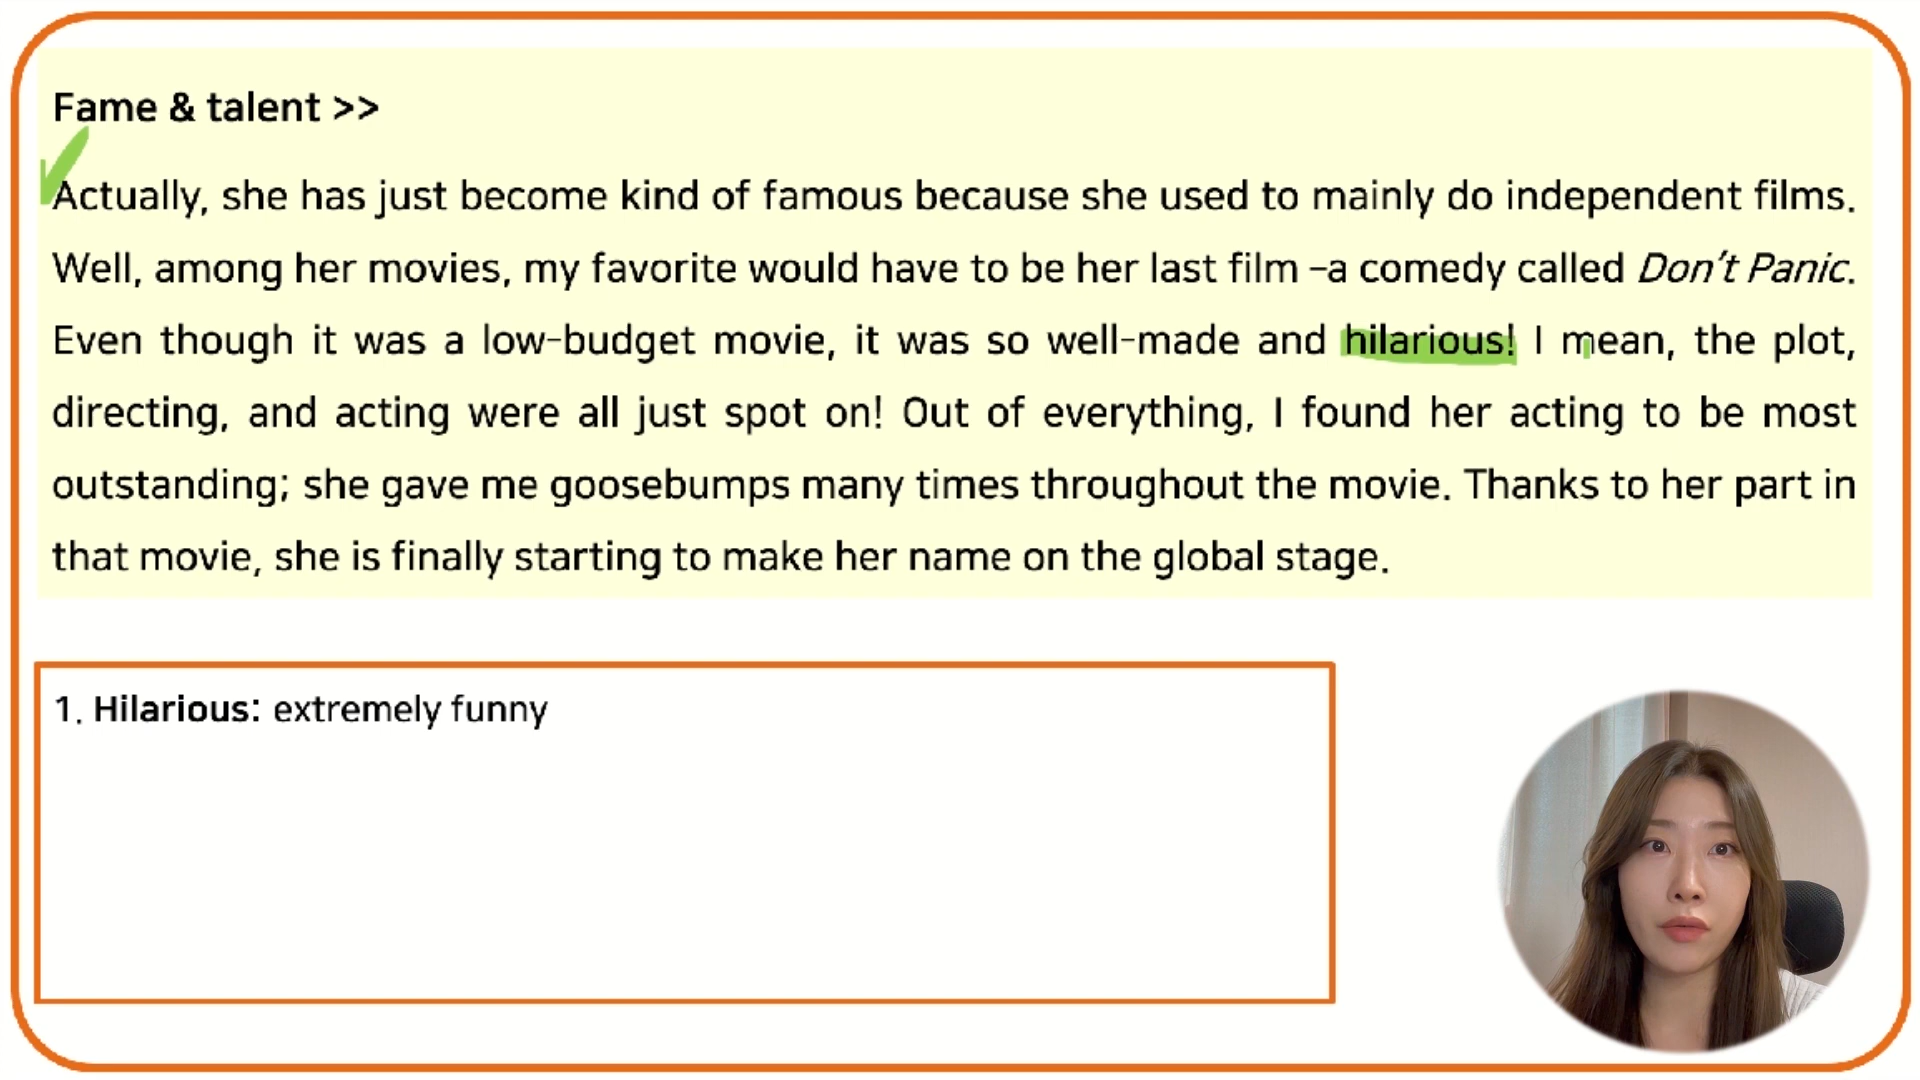 Fame & talent >>
Actually, she has just become kind of famous because she used to mainly do independent films.
Well, among her movies, my favorite would have to be her last film –a comedy called Don't Panic.
Even though it was a low-budget movie, it was so well-made and hilarious! I mean, the plot,
directing, and acting were all just spot on! Out of everything, I found her acting to be most
outstanding; she gave me goosebumps many times throughout the movie. Thanks to her part in
that movie, she is finally starting to make her name on the global stage.
1. Hilarious: extremely funny